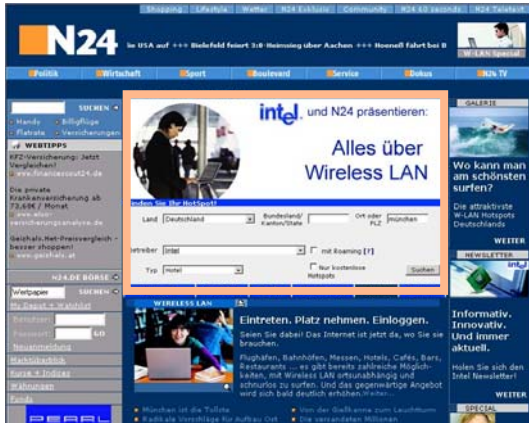 Shopping Lifestyle Wetter N24 Exklusiv Community N24 60 seconds N24 Teletext
N24
in USA auf +++ Bielefeld feiert 3:0-Heimsieg über Aachen +++ Hoeneß fährt bei B
W-LAN Special
Politik Wirtschaft Sport Boulevard Service Dokus N24 TV
SUCHEN
Handy Billigflüge
Flatrate Versicherungen
WEBTIPPS
KFZ-Versicherung: Jetzt
Vergleichen!
www.financescout24.de
Die private
Krankenversicherung ab
73,68€ / Monat
Geizhals.Net-Preisvergleich -
besser shoppen!
www.geizhals.at
N24.DE BÖRSE
Wertpapier SUCHEN
My Depot + Watchlist
GO
Neuanmeldung
Marktüberblick
Kurse + Indizes
Währungen
Fonds
PEARL
intel. und N24 präsentieren:
Alles über
Wireless LAN
Finden Sie Ihr HotSpot!
Land Deutschland Bundesland/ Kanton/State Ort oder PLZ münchen
Betreiber Intel mit Roaming [?]
Typ Hotel Nur kostenlose Hotspots Suchen
WIRELESS LAN
Eintreten. Platz nehmen. Einloggen.
Seien Sie dabei! Das Internet ist jetzt da, wo Sie sie
brauchen.
Flughäfen, Bahnhöfen, Messen, Hotels, Cafés, Bars,
Restaurants ... es gibt bereits zahlreiche Möglich-
keiten, mit Wireless LAN ortsunabhängig und
schnurlos zu surfen. Und das gegenwärtige Angebot
wird sich bald deutlich erhöhen. Weiter...
München ist die Tollste
Radikale Vorschläge für Aufbau Ost
Von der Gießkanne zum Leuchtturm
Die versandeten Millionen
GALERIE
Wo kann man
am schönsten
surfen?
Die attraktivste
W-LAN Hotspots
Deutschlands
WEITER
NEWSLETTER
Informativ.
Innovativ.
Und immer
aktuell.
Holen Sie sich den
Intel Newsletter!
WEITER
SPECIAL